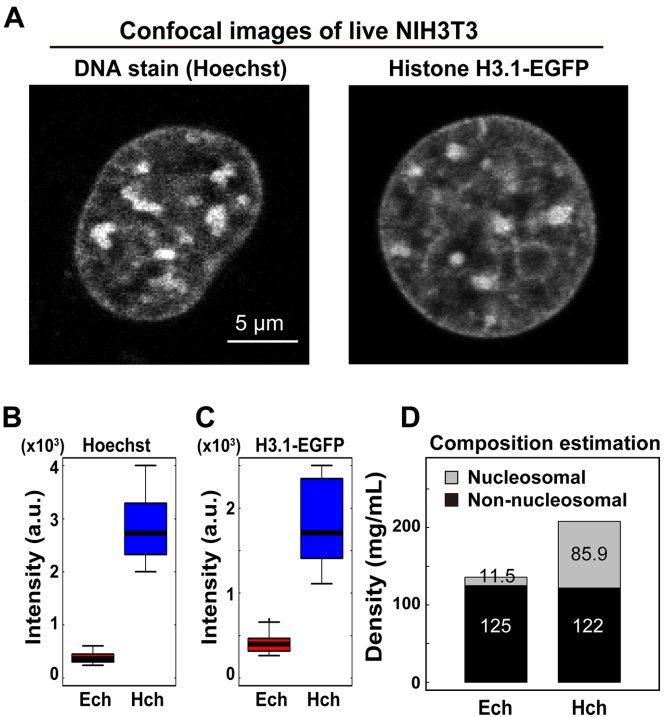 A
Confocal images of live NIH3T3
DNA stain (Hoechst)
Histone H3.1-EGFP
5 μm
B
(x10³)
Hoechst
Intensity (a.u.)
4
3
2
1
0
Ech
Hch
C
(x10³)
H3.1-EGFP
Intensity (a.u.)
2
1
0
Ech
Hch
D
Composition estimation
Nucleosomal
Non-nucleosomal
Density (mg/mL)
200
100
0
11.5
125
85.9
122
Ech
Hch